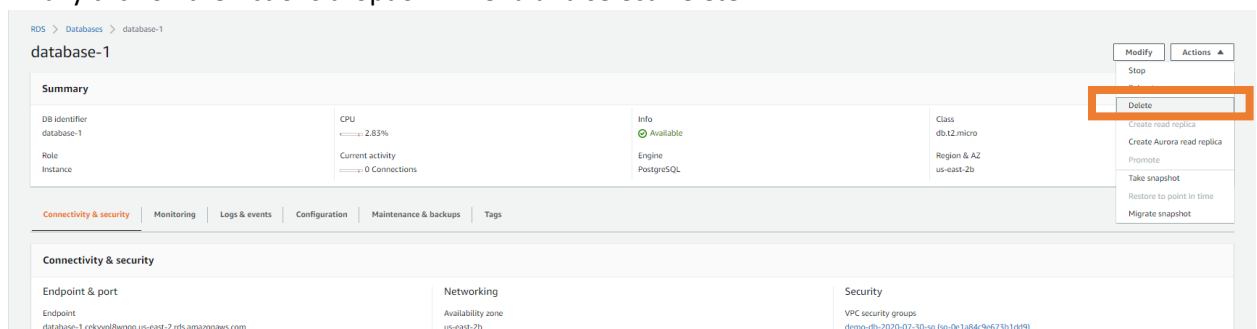 RDS > Databases > database-1
database-1
Modify Actions
Stop
Summary
Delete
DB identifier CPU Info Class
database-1 2.83% Available db.t2.micro
Create read replica
Create Aurora read replica
Role Current activity Engine Region & AZ
Instance 0 Connections PostgreSQL us-east-2b
Promote
Take snapshot
Restore to point in time
Migrate snapshot
Connectivity & security Monitoring Logs & events Configuration Maintenance & backups Tags
Connectivity & security
Endpoint & port Networking Security
Endpoint Availability zone VPC security groups
us-east-2b